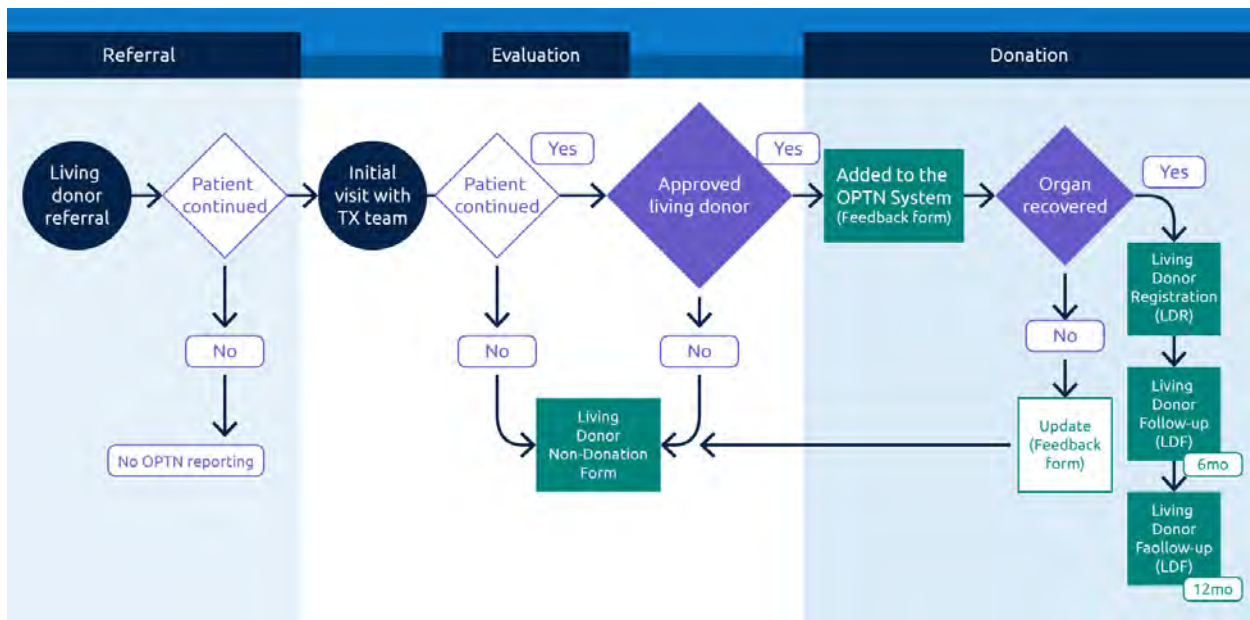 Referral
Evaluation
Donation
Living
donor
referral
Patient
continued
No
No OPTN reporting
Initial
visit with
TX team
Patient
continued
Yes
No
Approved
living donor
Yes
No
Living
Donor
Non-Donation
Form
Added to the
OPTN System
(Feedback form)
Organ
recovered
Yes
No
Update
(Feedback
form)
Living
Donor
Registration
(LDR)
Living
Donor
Follow-up
(LDF)
6mo
Living
Donor
Faollow-up
(LDF)
12mo